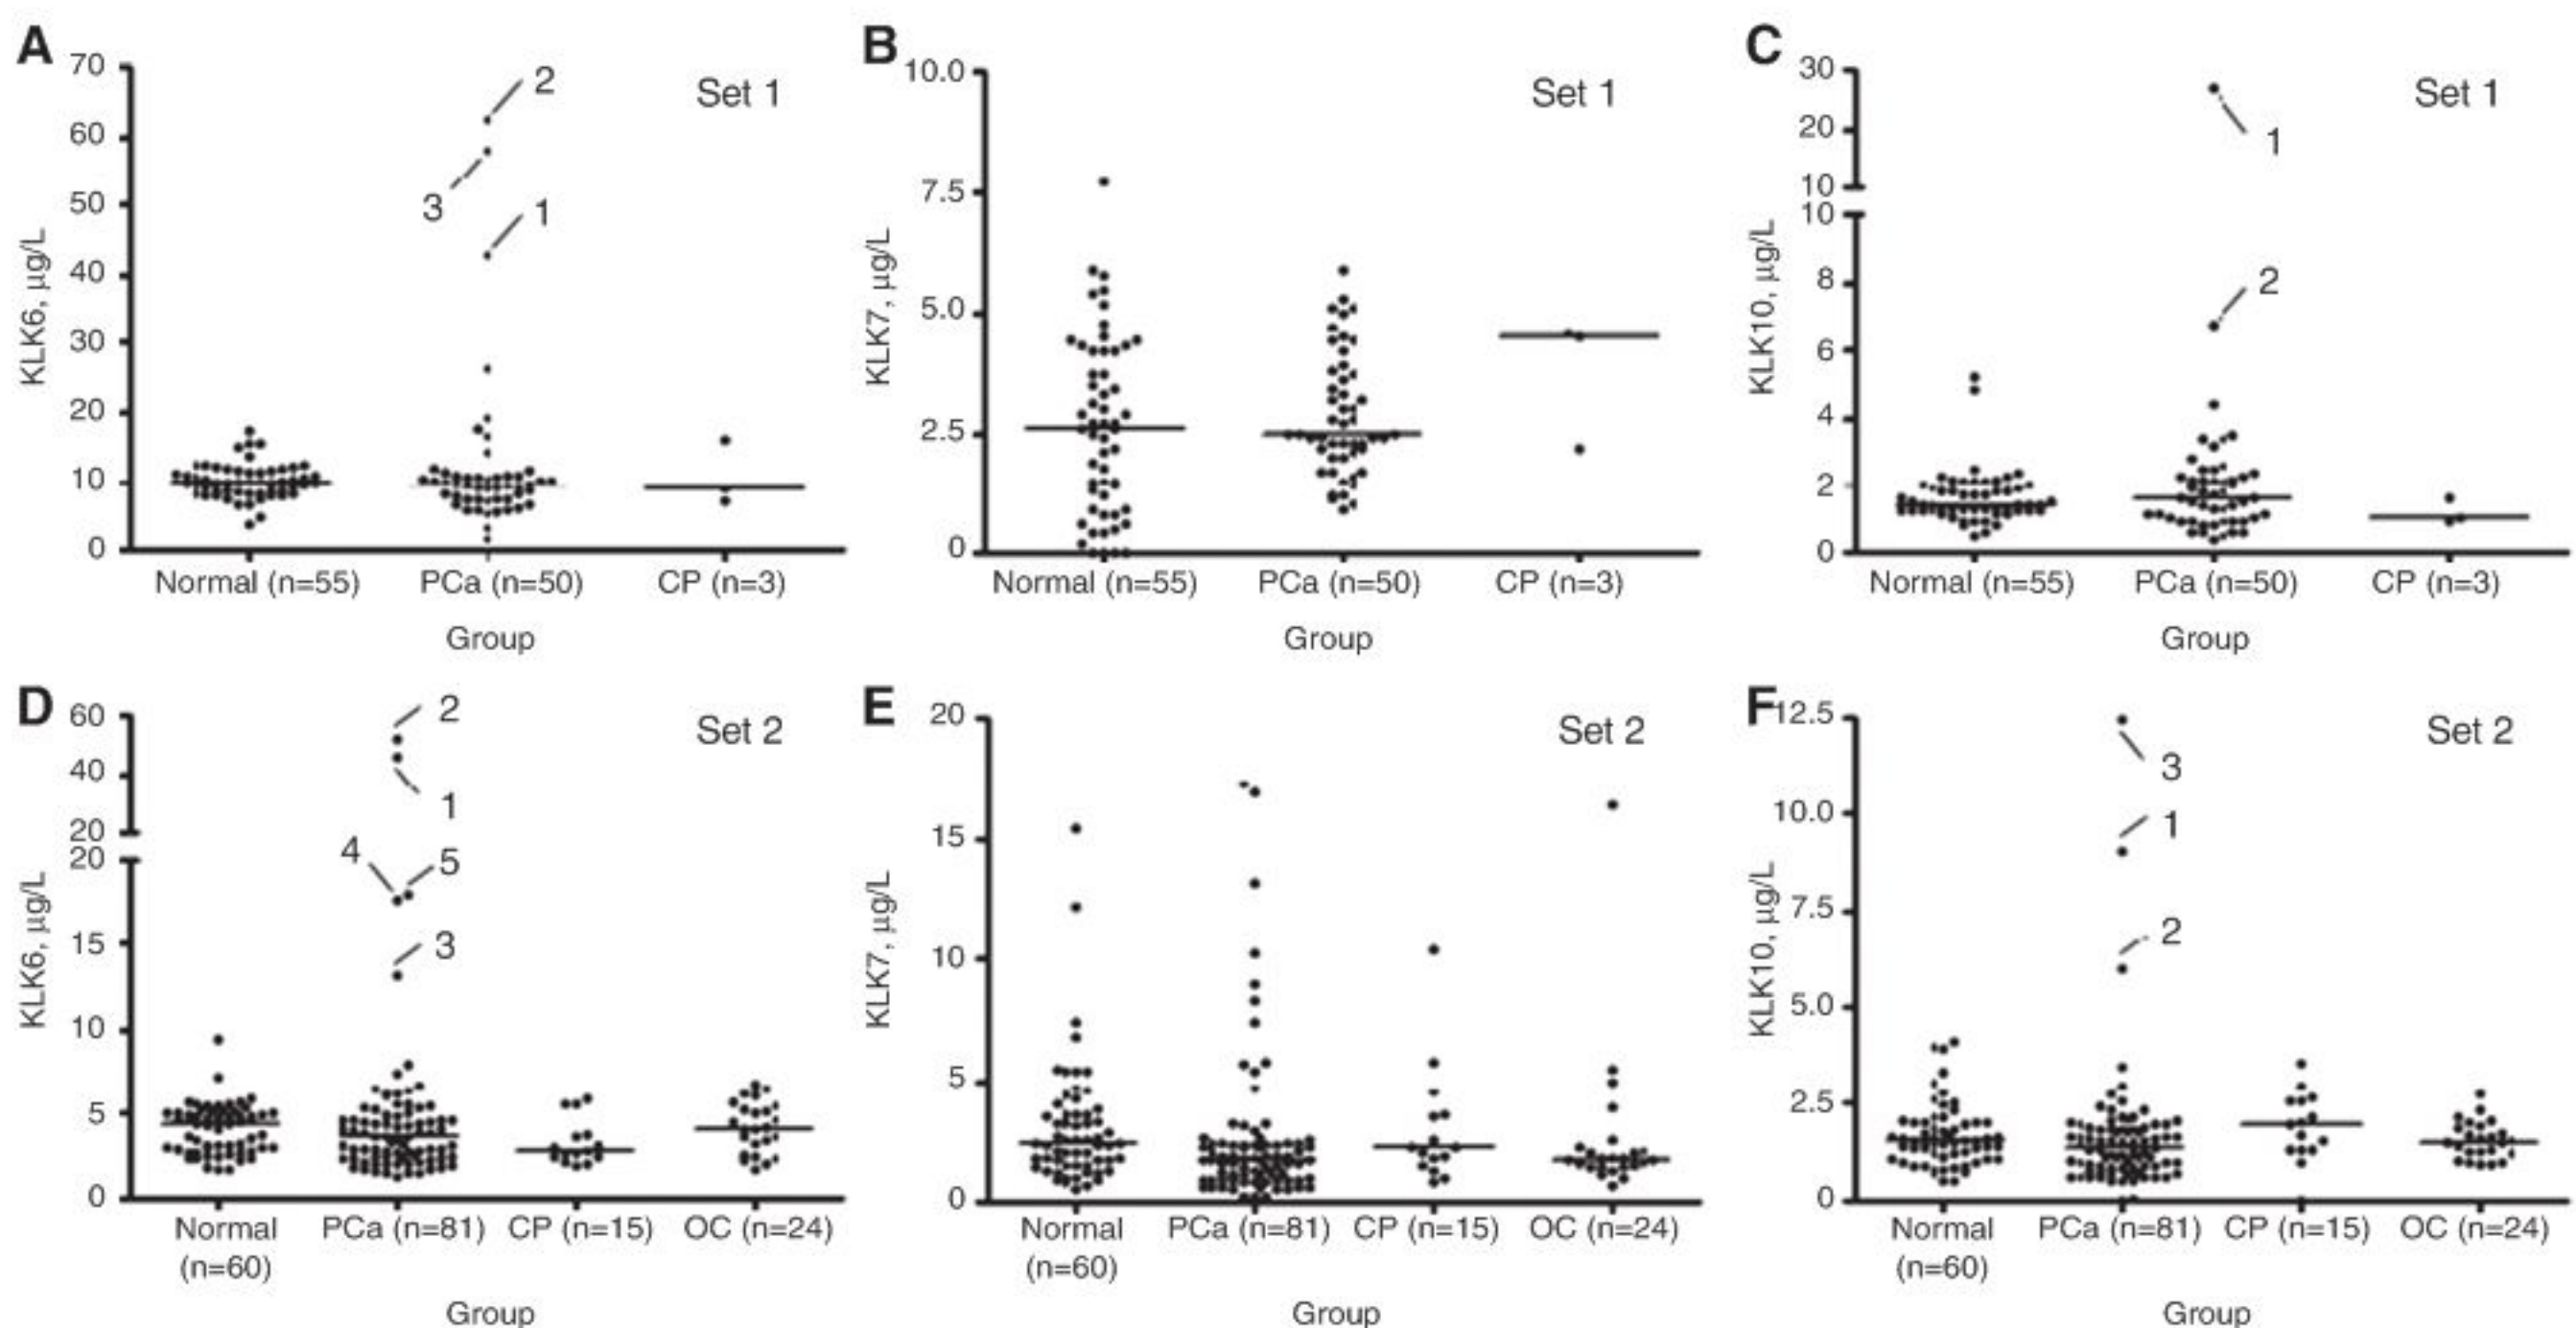 A
Set 1
KLK6, µg/L
70
60
50
40
30
20
10
0
2
3
1
Normal (n=55) PCa (n=50) CP (n=3)
Group
B
Set 1
KLK7, µg/L
10.0
7.5
5.0
2.5
0
Normal (n=55) PCa (n=50) CP (n=3)
Group
C
Set 1
KLK10, µg/L
30
20
10
10
8
6
4
2
0
1
2
Normal (n=55) PCa (n=50) CP (n=3)
Group
D
Set 2
KLK6, µg/L
60
40
20
20
15
10
5
0
2
1
4
5
3
Normal PCa (n=81) CP (n=15) OC (n=24)
(n=60)
Group
E
Set 2
KLK7, µg/L
20
15
10
5
0
Normal PCa (n=81) CP (n=15) OC (n=24)
(n=60)
Group
F
Set 2
KLK10, µg/L
12.5
10.0
7.5
5.0
2.5
0
3
1
2
Normal PCa (n=81) CP (n=15) OC (n=24)
(n=60)
Group